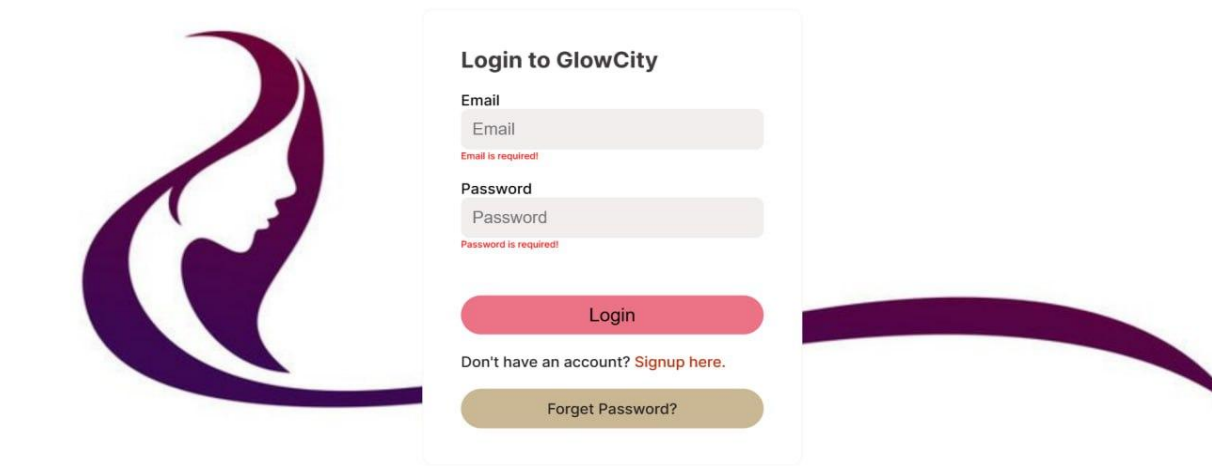 Login to GlowCity
Email
Email
Email is required!
Password
Password
Password is required!
Login
Don't have an account? Signup here.
Forget Password?